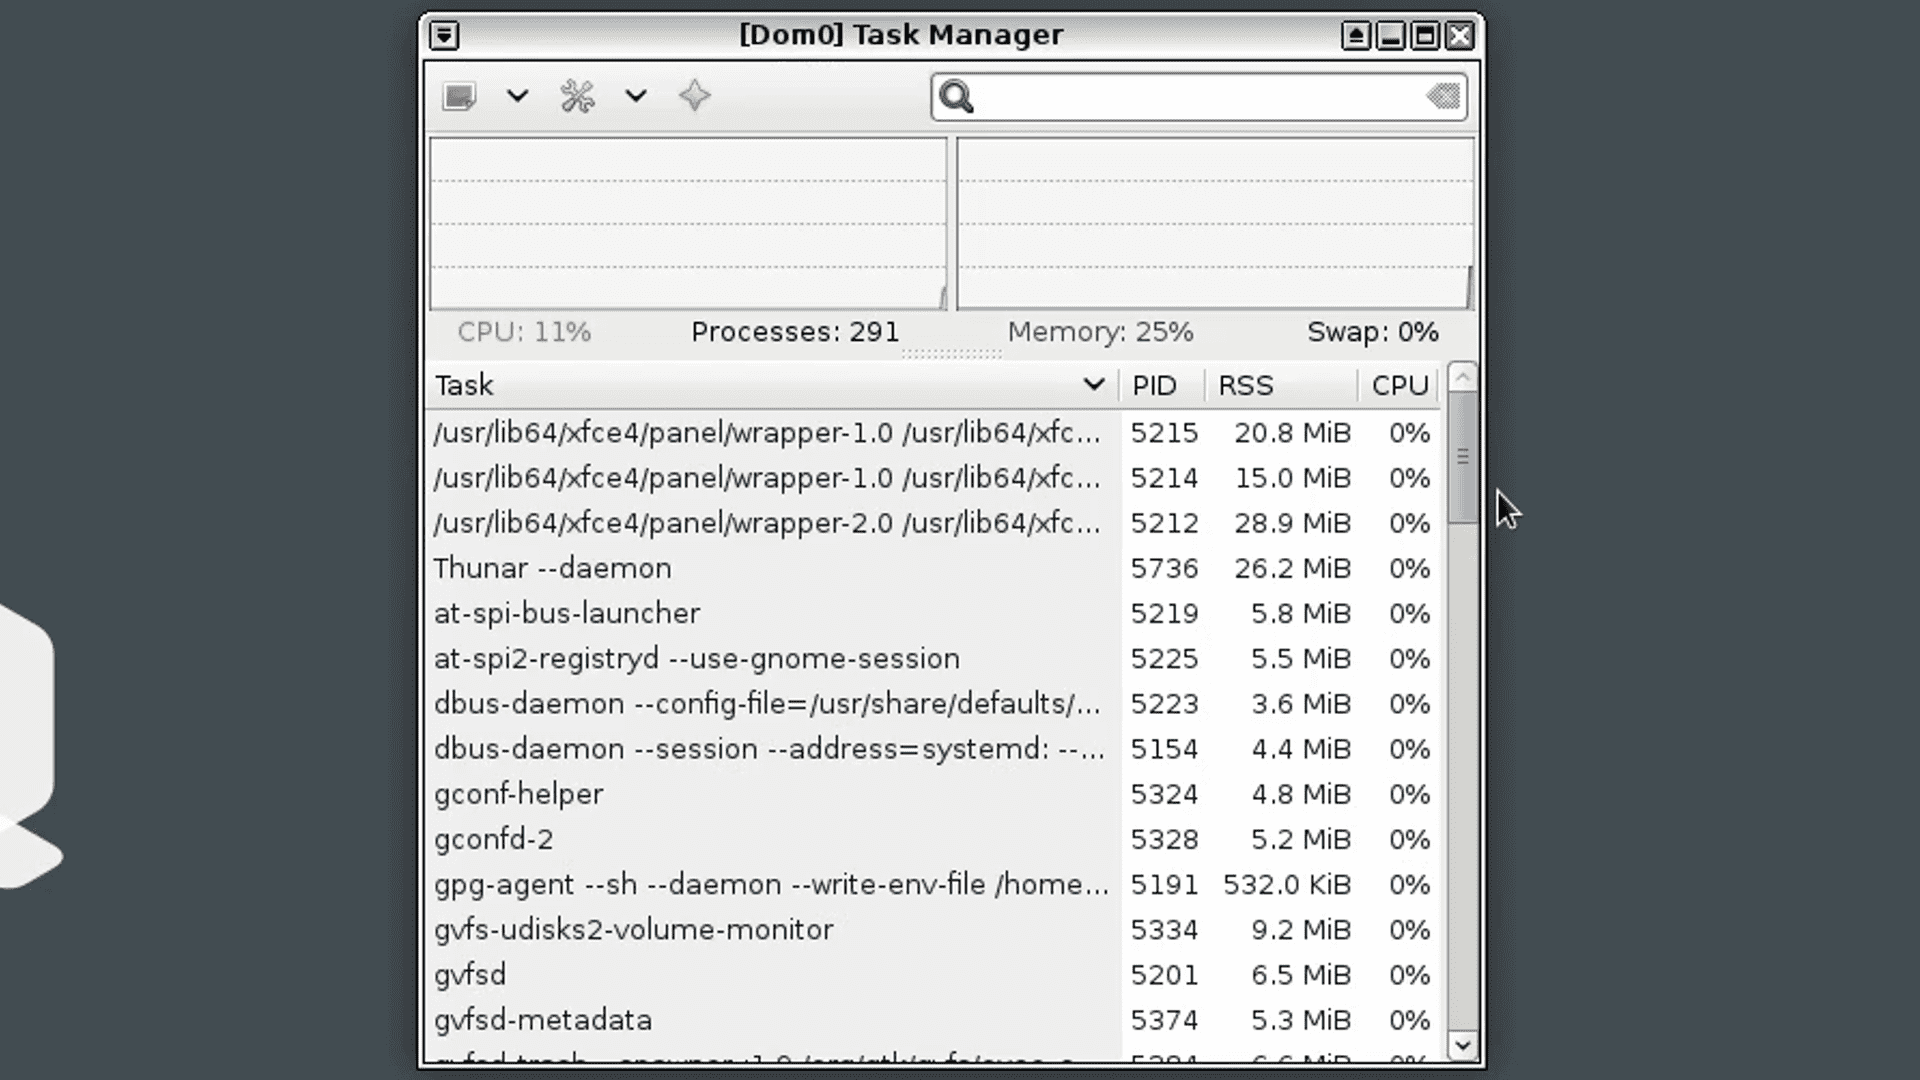 [Dom0] Task Manager
CPU: 11% Processes: 291 Memory: 25% Swap: 0%
Task PID RSS CPU
/usr/lib64/xfce4/panel/wrapper-1.0 /usr/lib64/xfc... 5215 20.8 MiB 0%
/usr/lib64/xfce4/panel/wrapper-1.0 /usr/lib64/xfc... 5214 15.0 MiB 0%
/usr/lib64/xfce4/panel/wrapper-2.0 /usr/lib64/xfc... 5212 28.9 MiB 0%
Thunar --daemon 5736 26.2 MiB 0%
at-spi-bus-launcher 5219 5.8 MiB 0%
at-spi2-registryd --use-gnome-session 5225 5.5 MiB 0%
dbus-daemon --config-file=/usr/share/defaults/... 5223 3.6 MiB 0%
dbus-daemon --session --address=systemd: --... 5154 4.4 MiB 0%
gconf-helper 5324 4.8 MiB 0%
gconfd-2 5328 5.2 MiB 0%
gpg-agent --sh --daemon --write-env-file /home... 5191 532.0 KiB 0%
gvfs-udisks2-volume-monitor 5334 9.2 MiB 0%
gvfsd 5201 6.5 MiB 0%
gvfsd-metadata 5374 5.3 MiB 0%